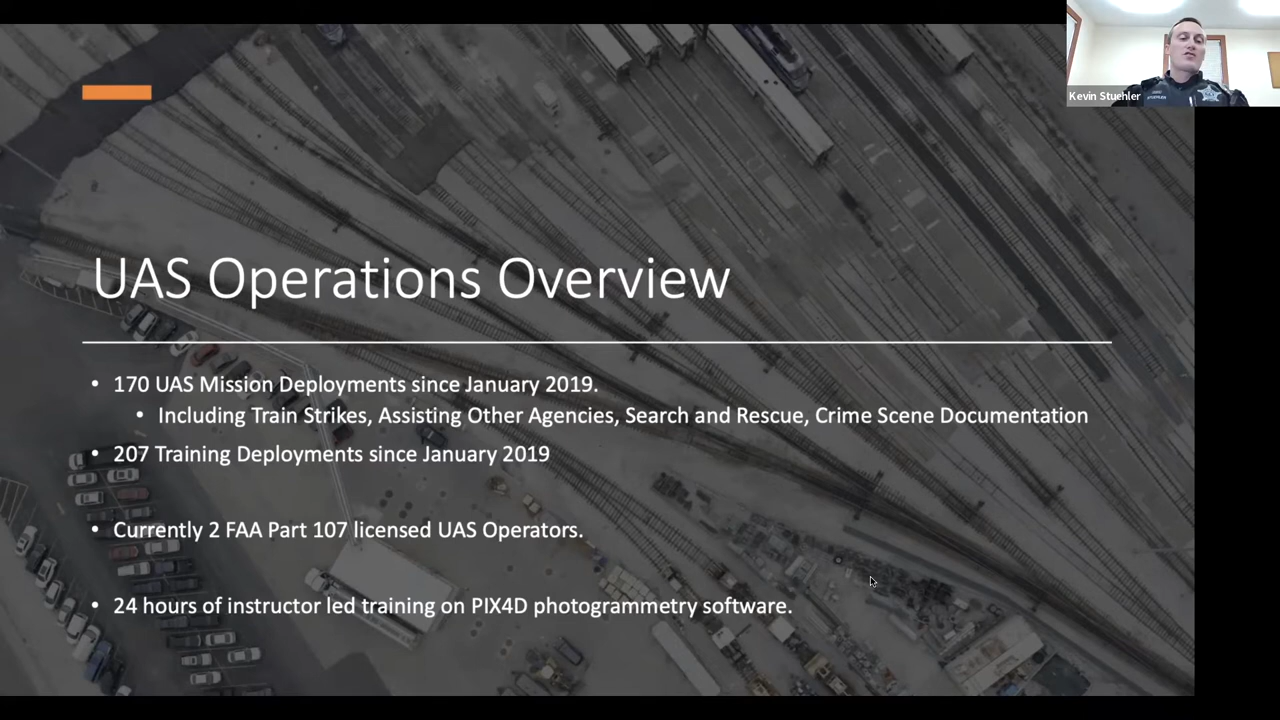 Kevin Stuehler
UAS Operations Overview
• 170 UAS Mission Deployments since January 2019.
• Including Train Strikes, Assisting Other Agencies, Search and Rescue, Crime Scene Documentation
• 207 Training Deployments since January 2019
• Currently 2 FAA Part 107 licensed UAS Operators.
• 24 hours of instructor led training on PIX4D photogrammetry software.